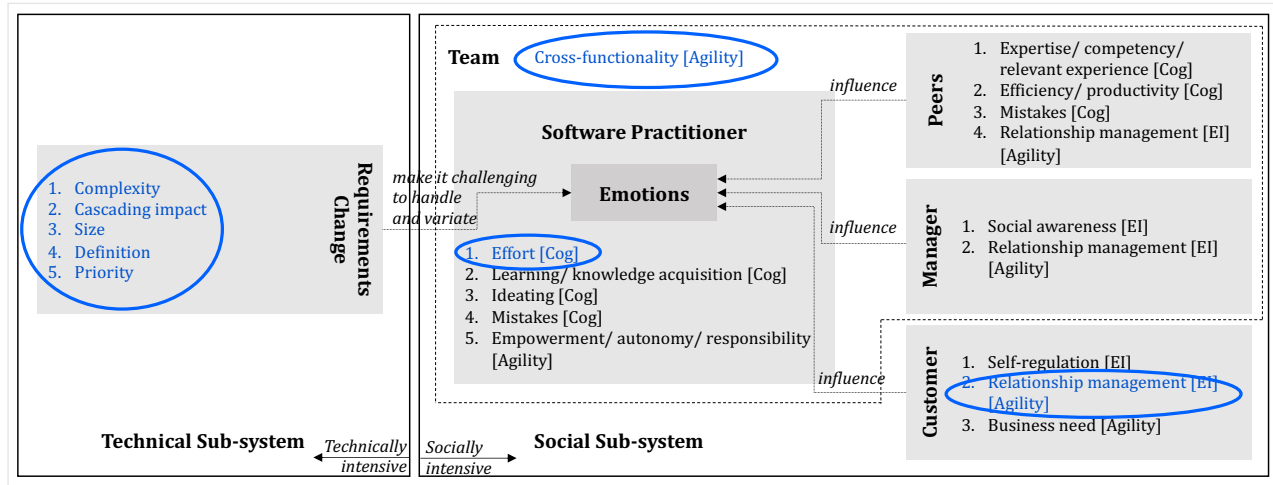 Requirements
Change
1. Complexity
2. Cascading impact
3. Size
4. Definition
5. Priority
make it challenging
to handle
and variate
Technical Sub-system
Technically
intensive
Team
Cross-functionality [Agility]
Software Practitioner
Emotions
1. Effort [Cog]
2. Learning/ knowledge acquisition [Cog]
3. Ideating [Cog]
4. Mistakes [Cog]
5. Empowerment/ autonomy/ responsibility
[Agility]
Socially
intensive
Social Sub-system
influence
Peers
1. Expertise/ competency/
relevant experience [Cog]
2. Efficiency/ productivity [Cog]
3. Mistakes [Cog]
4. Relationship management [EI]
[Agility]
influence
Manager
1. Social awareness [EI]
2. Relationship management [EI]
[Agility]
influence
Customer
1. Self-regulation [EI]
2. Relationship management [EI]
[Agility]
3. Business need [Agility]